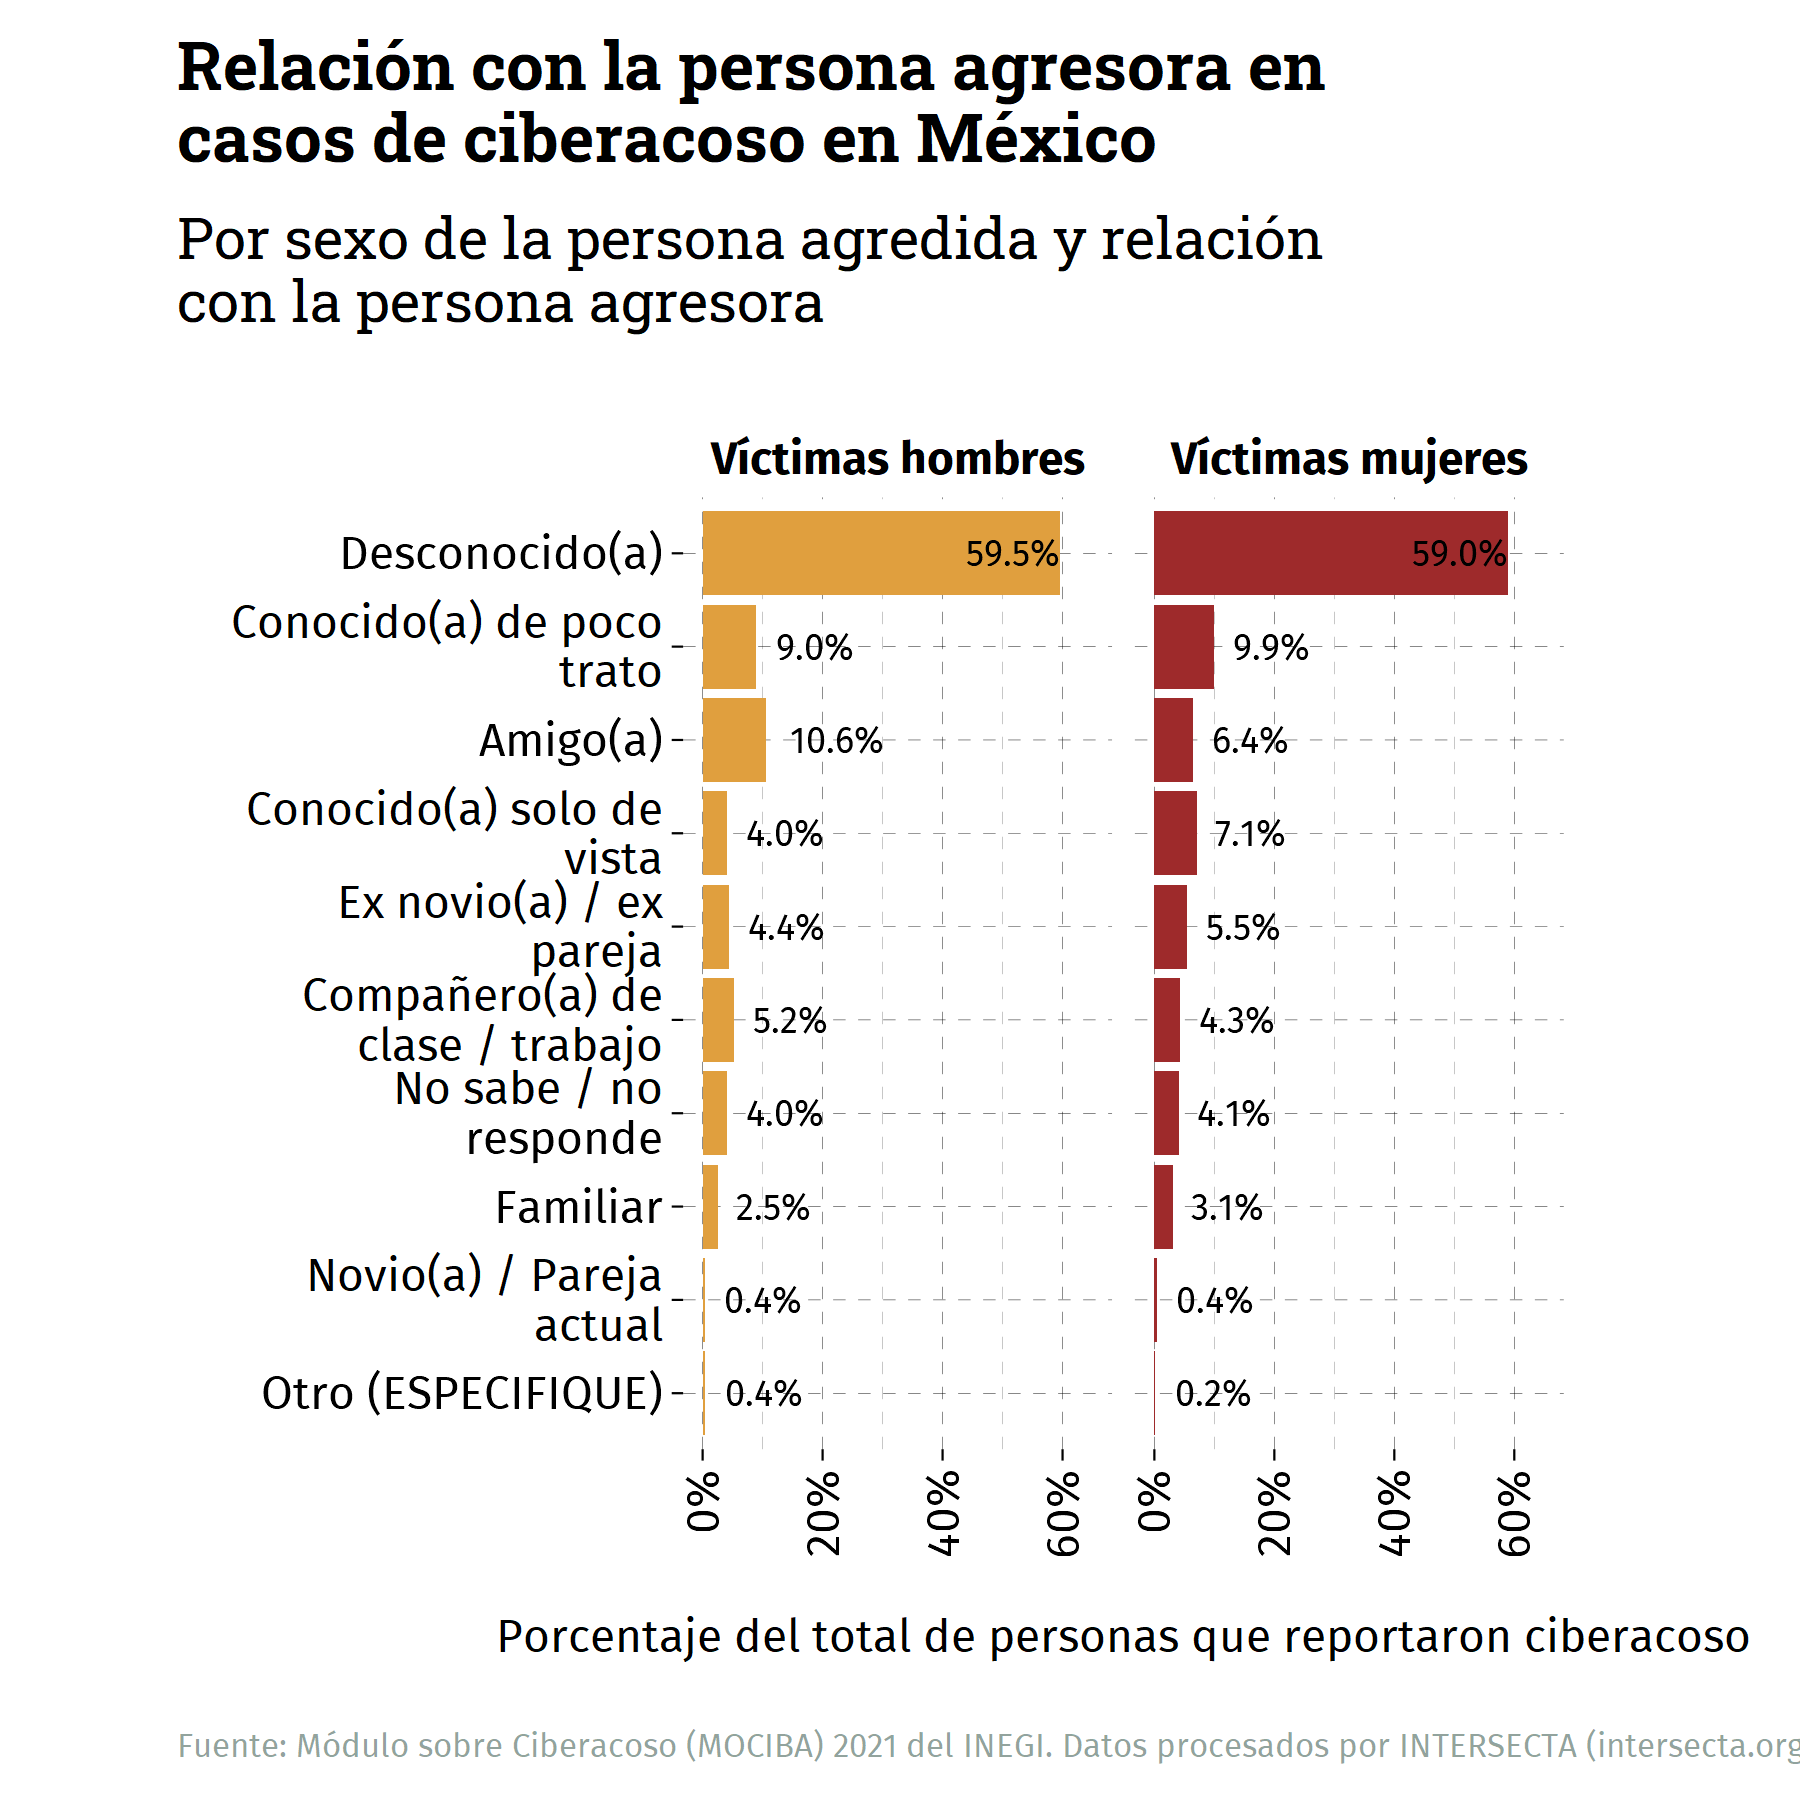 Relación con la persona agresora en
casos de ciberacoso en México
Por sexo de la persona agredida y relación
con la persona agresora
Víctimas hombres Víctimas mujeres
Desconocido(a) 59.5% 59.0%
Conocido(a) de poco
trato 9.0% 9.9%
Amigo(a) 10.6% 6.4%
Conocido(a) solo de
vista 4.0% 7.1%
Ex novio(a) / ex
pareja 4.4% 5.5%
Compañero(a) de
clase / trabajo 5.2% 4.3%
No sabe / no
responde 4.0% 4.1%
Familiar 2.5% 3.1%
Novio(a) / Pareja
actual 0.4% 0.4%
Otro (ESPECIFIQUE) 0.4% 0.2%
0% 20% 40% 60% 0% 20% 40% 60%
Porcentaje del total de personas que reportaron ciberacoso
Fuente: Módulo sobre Ciberacoso (MOCIBA) 2021 del INEGI. Datos procesados por INTERSECTA (intersecta.org